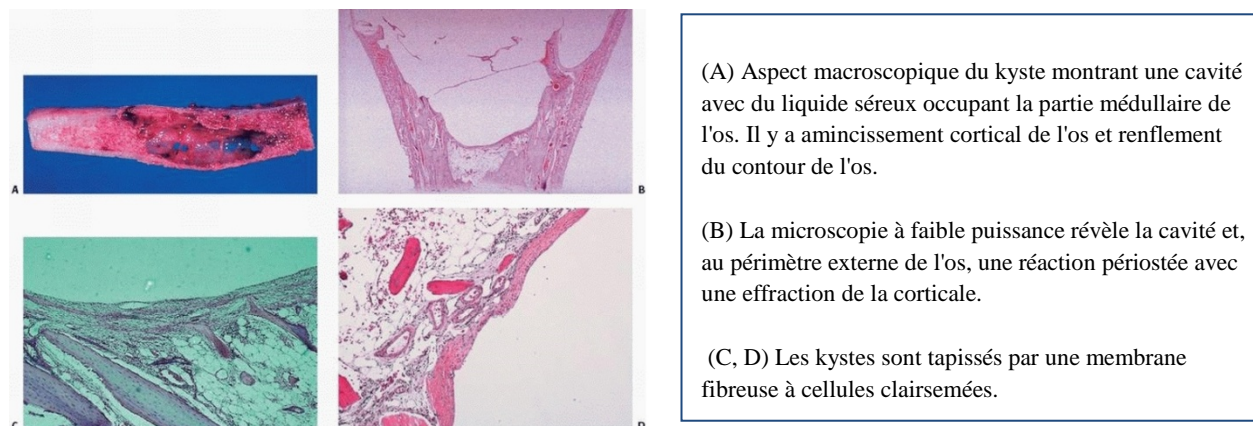 A
B
C
D
(A) Aspect macroscopique du kyste montrant une cavité
avec du liquide séreux occupant la partie médullaire de
l'os. Il y a amincissement cortical de l'os et renflement
du contour de l'os.
(B) La microscopie à faible puissance révèle la cavité et,
au périmètre externe de l'os, une réaction périostée avec
une effraction de la corticale.
(C, D) Les kystes sont tapissés par une membrane
fibreuse à cellules clairsemées.